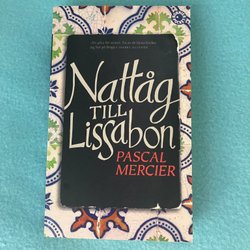 Nattåg
TILL
Lissabon
PASCAL
MERCIER